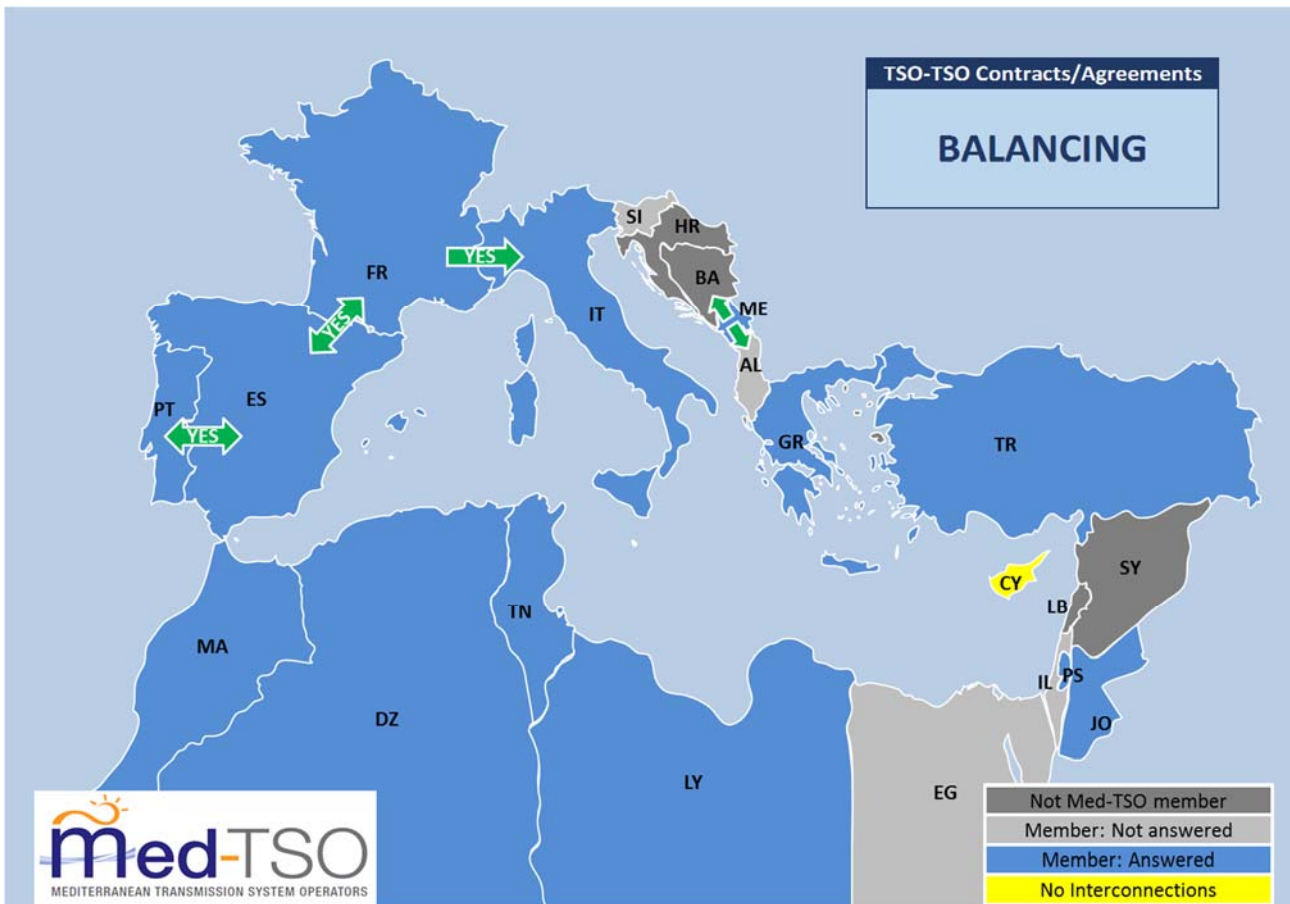 TSO-TSO Contracts/Agreements
BALANCING
SI
HR
YES
FR
BA
ME
IT
YES
AL
PT
ES
YES
GR
TR
CY
SY
LB
TN
MA
IL
PS
DZ
JO
LY
EG
Not Med-TSO member
Member: Not answered
Member: Answered
No Interconnections
Med-TSO
MEDITERRANEAN TRANSMISSION SYSTEM OPERATORS